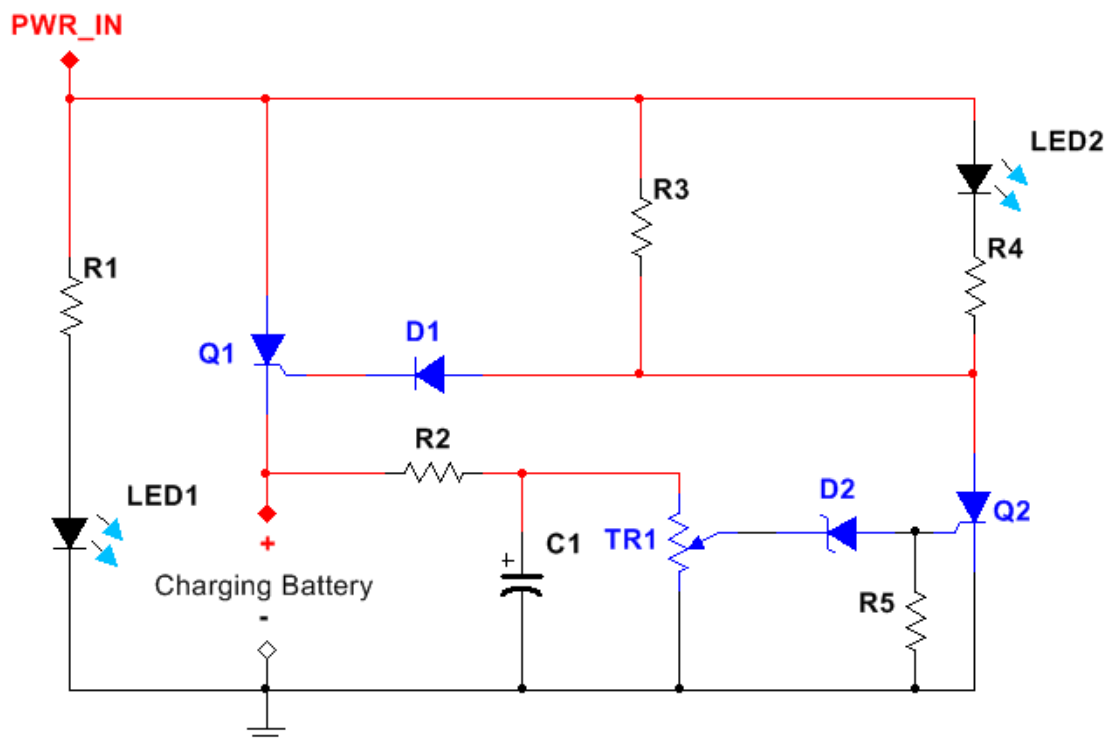 PWR_IN
LED2
R3
R4
R1
D1
Q1
R2
LED1
D2
Q2
TR1
C1
+
+
Charging Battery
R5
-